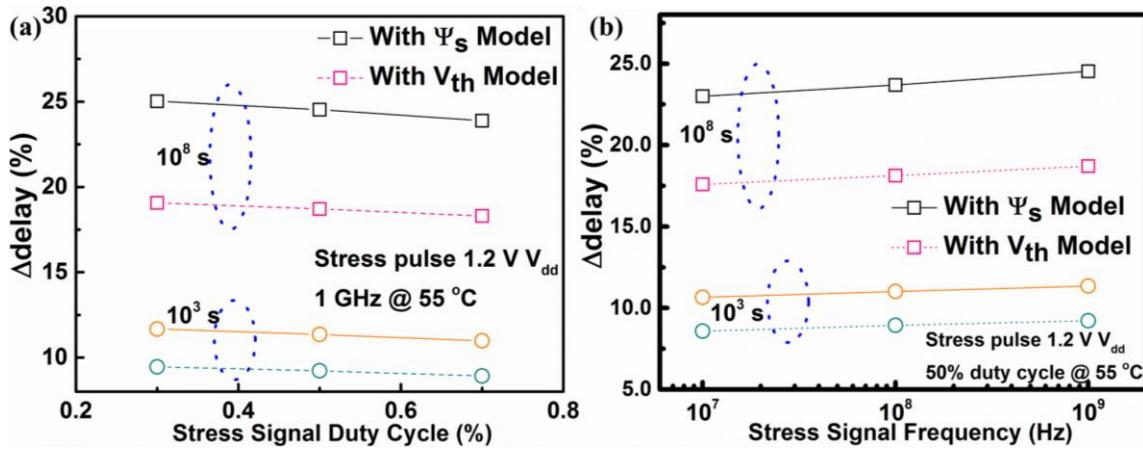 (a)
With Ψs Model
With Vth Model
10⁸ s
10³ s
Stress pulse 1.2 V Vdd
1 GHz @ 55 °C
Δdelay (%)
30
25
20
15
10
0.2 0.4 0.6 0.8
Stress Signal Duty Cycle (%)
(b)
10⁸ s
With Ψs Model
With Vth Model
10³ s
Stress pulse 1.2 V Vdd
50% duty cycle @ 55 °C
Δdelay (%)
25.0
20.0
15.0
10.0
5.0
10⁷ 10⁸ 10⁹
Stress Signal Frequency (Hz)